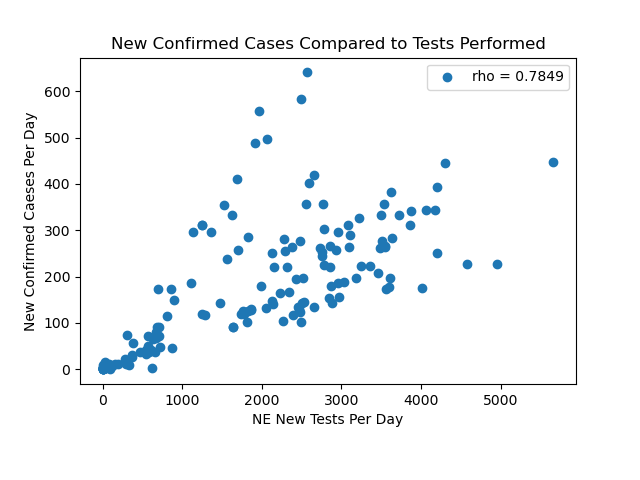 New Confirmed Cases Compared to Tests Performed
rho = 0.7849
New Confirmed Caeses Per Day
600
500
400
300
200
100
0
0 1000 2000 3000 4000 5000
NE New Tests Per Day